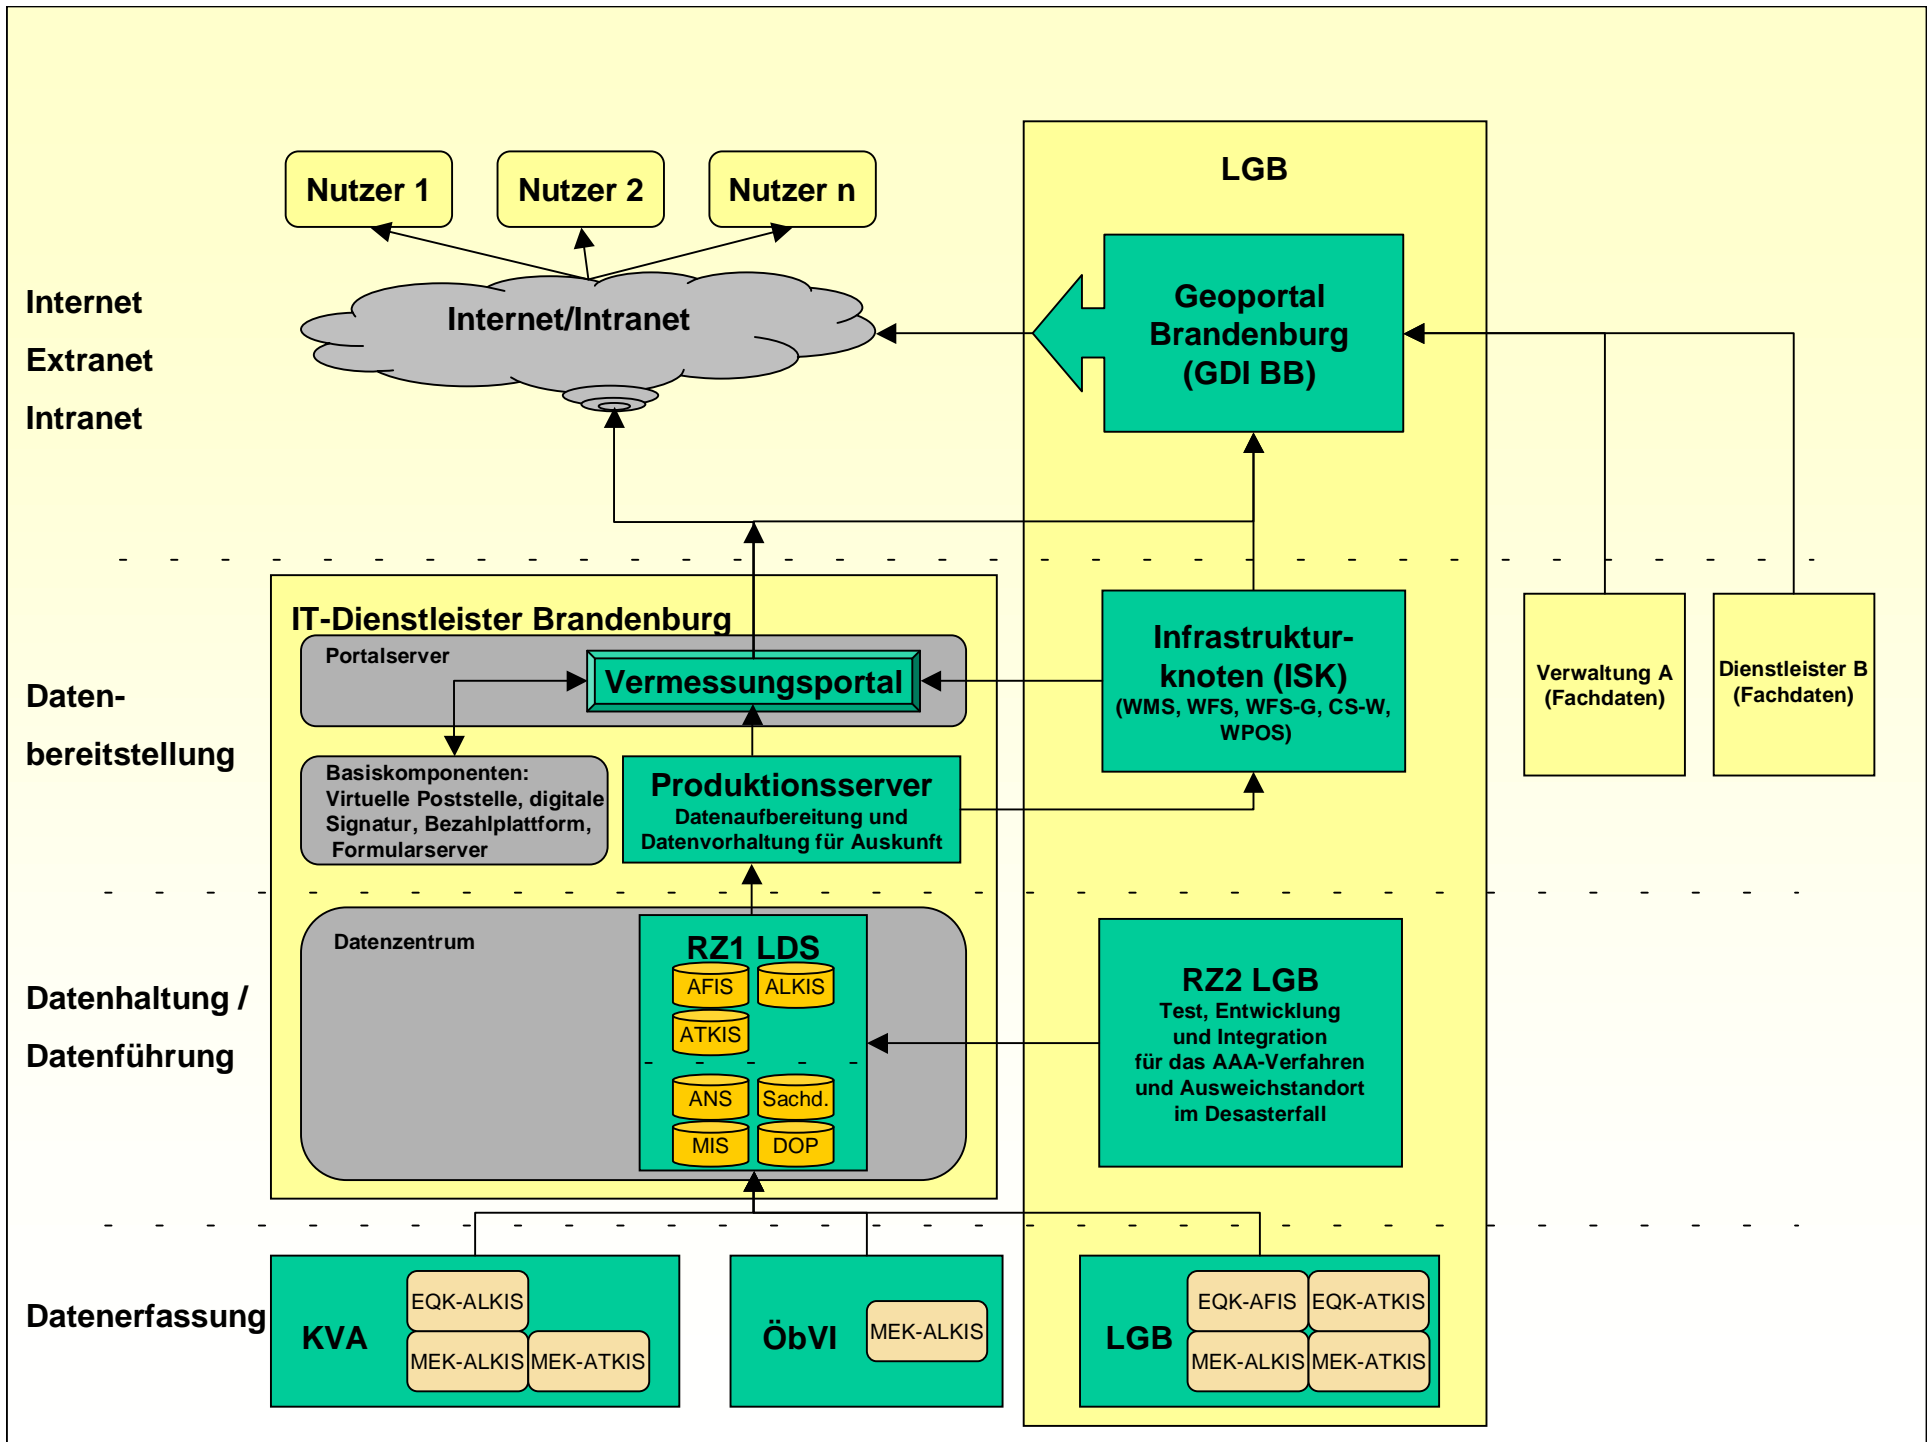 LGB
Nutzer 1
Nutzer 2
Nutzer n
Internet
Extranet
Intranet
Internet/Intranet
Geoportal
Brandenburg
(GDI BB)
IT-Dienstleister Brandenburg
Portalserver
Vermessungsportal
Infrastruktur-
knoten (ISK)
(WMS, WFS, WFS-G, CS-W,
WPOS)
Verwaltung A
(Fachdaten)
Dienstleister B
(Fachdaten)
Daten-
bereitstellung
Basiskomponenten:
Virtuelle Poststelle, digitale
Signatur, Bezahlplattform,
Formularserver
Produktionsserver
Datenaufbereitung und
Datenvorhaltung für Auskunft
Datenhaltung /
Datenführung
Datenzentrum
RZ1 LDS
AFIS
ALKIS
ATKIS
ANS
Sachd.
MIS
DOP
RZ2 LGB
Test, Entwicklung
und Integration
für das AAA-Verfahren
und Ausweichstandort
im Desasterfall
Datenerfassung
KVA
EQK-ALKIS
MEK-ALKIS
MEK-ATKIS
ÖbVI
MEK-ALKIS
LGB
EQK-AFIS
EQK-ATKIS
MEK-ALKIS
MEK-ATKIS